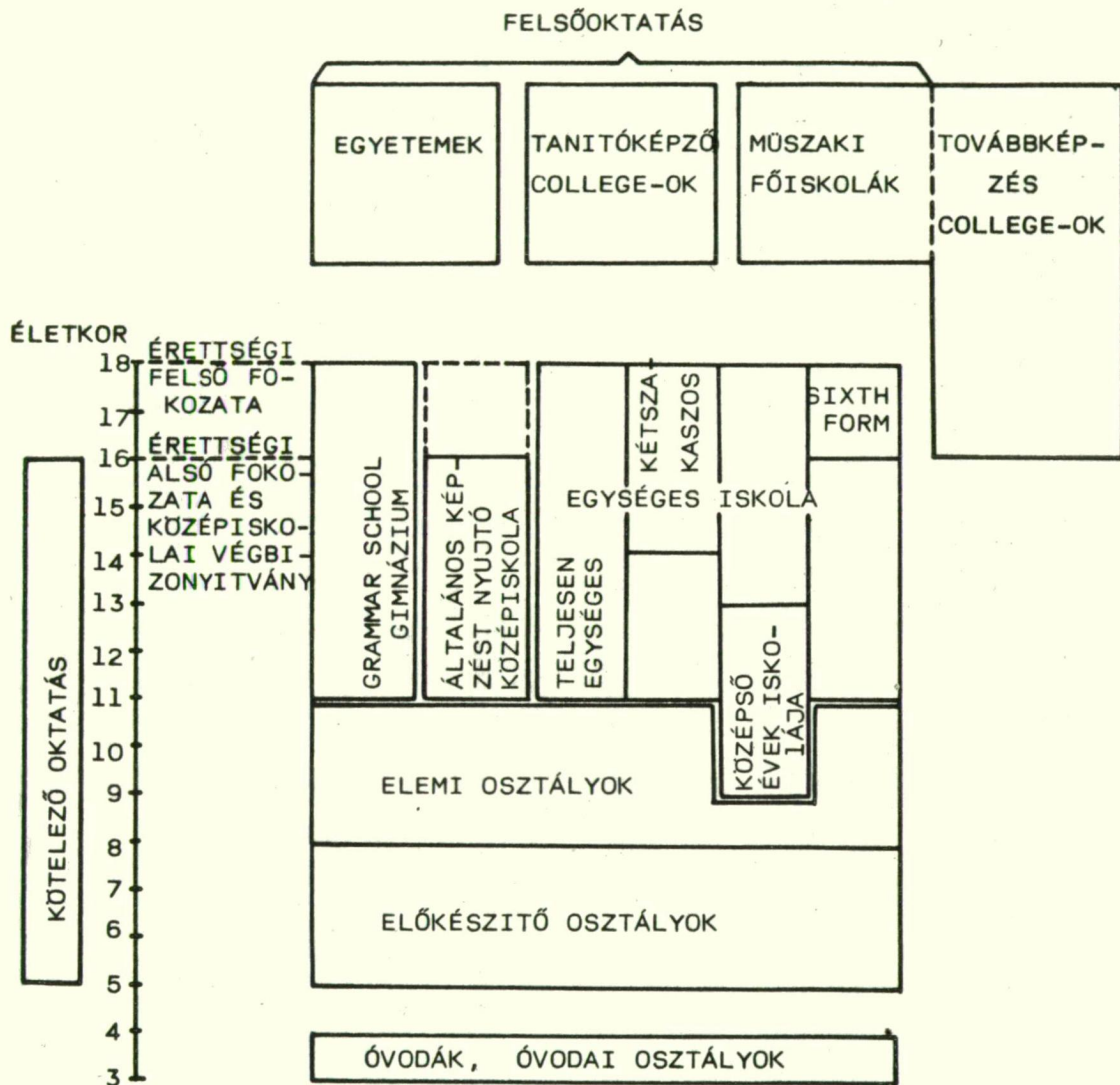 FELSŐOKTATÁS
EGYETEMEK
TANITÓKÉPZŐ
COLLEGE-OK
MÜSZAKI
FŐISKOLÁK
TOVÁBBKÉP-
ZÉS
COLLEGE-OK
ÉLETKOR
18
17
16
15
14
13
12
11
10
9
8
7
6
5
4
3
ÉRETTSÉGI
FELSŐ FO-
KOZATA
ÉRETTSÉGI
ALSÓ FOKO-
ZATA ÉS
KÖZÉPISKO-
LAI VÉGBI-
ZONYITVÁNY
KÖTELEZŐ OKTATÁS
GRAMMAR SCHOOL
GIMNÁZIUM
ÁLTALÁNOS KÉP-
ZÉST NYUJTÓ
KÖZÉPISKOLA
EGYSÉGES ISKOLA
TELJESEN
EGYSÉGES
KÉTSZA-
KASZOS
KÖZÉPSŐ
ÉVEK ISKO-
lÁJA
SIXTH
FORM
ELEMI OSZTÁLYOK
ELŐKÉSZITŐ OSZTÁLYOK
ÓVODÁK, ÓVODAI OSZTÁLYOK